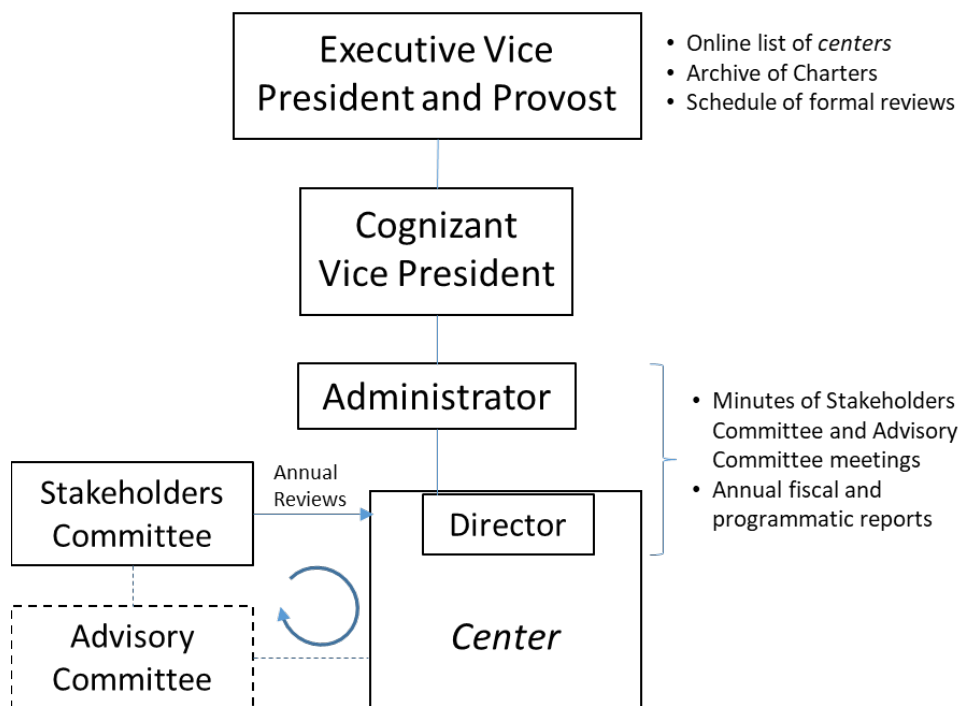 Executive Vice
President and Provost
• Online list of centers
• Archive of Charters
• Schedule of formal reviews
Cognizant
Vice President
Administrator
• Minutes of Stakeholders
Committee and Advisory
Committee meetings
• Annual fiscal and
programmatic reports
Stakeholders
Committee
Annual
Reviews
Director
Center
Advisory
Committee